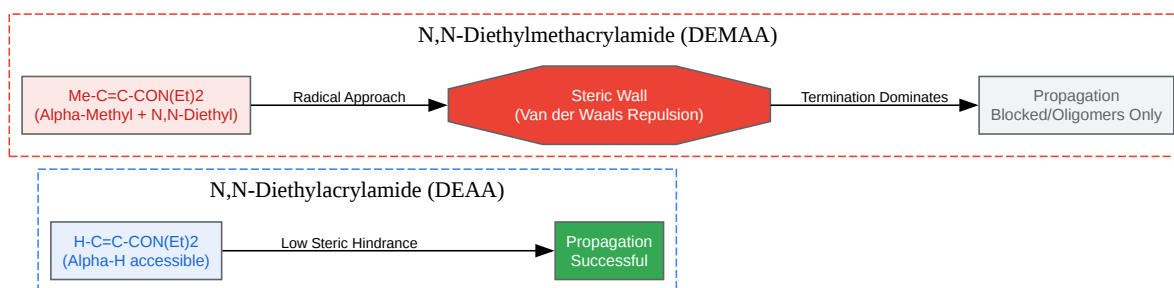 N,N-Diethylmethacrylamide (DEMAA)
Me-C=C-CON(Et)2
(Alpha-Methyl + N,N-Diethyl)
Radical Approach
Steric Wall
(Van der Waals Repulsion)
Termination Dominates
Propagation
Blocked/Oligomers Only
N,N-Diethylacrylamide (DEAA)
H-C=C-CON(Et)2
(Alpha-H accessible)
Low Steric Hindrance
Propagation
Successful